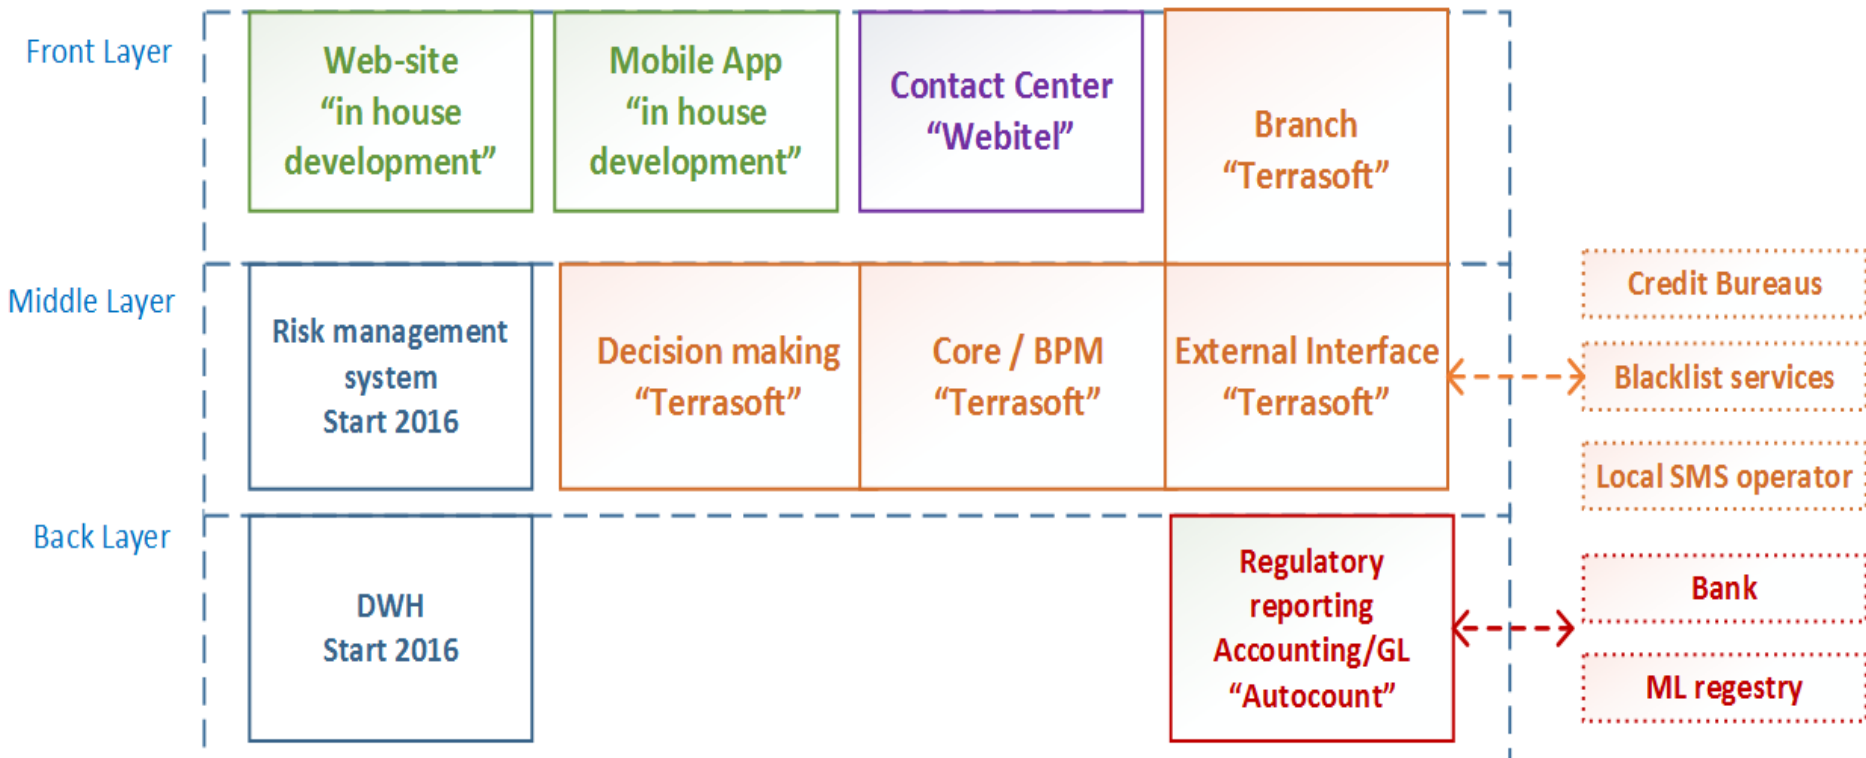 Front Layer
Web-site
“in house
development”
Mobile App
“in house
development”
Contact Center
“Webitel”
Branch
“Terrasoft”
Middle Layer
Risk management
system
Start 2016
Decision making
“Terrasoft”
Core / BPM
“Terrasoft”
External Interface
“Terrasoft”
Credit Bureaus
Blacklist services
Local SMS operator
Back Layer
DWH
Start 2016
Regulatory
reporting
Accounting/GL
“Autocount”
Bank
ML regestry